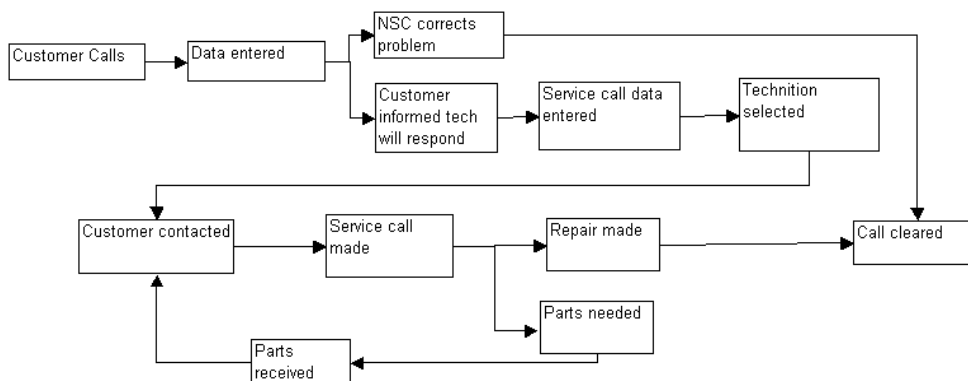 Customer Calls
Data entered
NSC corrects
problem
Customer
informed tech
will respond
Service call data
entered
Technition
selected
Customer contacted
Service call
made
Repair made
Call cleared
Parts needed
Parts
received